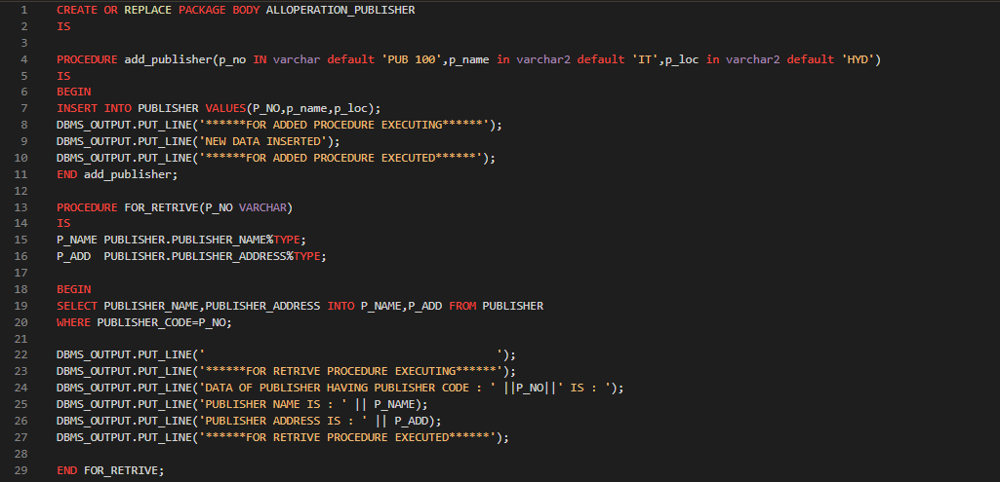 1 CREATE OR REPLACE PACKAGE BODY ALLOPERATION_PUBLISHER
2 IS
3
4 PROCEDURE add_publisher(p_no IN varchar default 'PUB 100',p_name in varchar2 default 'IT',p_loc in varchar2 default 'HYD')
5 IS
6 BEGIN
7 INSERT INTO PUBLISHER VALUES(P_NO,p_name,p_loc);
8 DBMS_OUTPUT.PUT_LINE('******FOR ADDED PROCEDURE EXECUTING******');
9 DBMS_OUTPUT.PUT_LINE('NEW DATA INSERTED');
10 DBMS_OUTPUT.PUT_LINE('******FOR ADDED PROCEDURE EXECUTED******');
11 END add_publisher;
12
13 PROCEDURE FOR_RETRIVE(P_NO VARCHAR)
14 IS
15 P_NAME PUBLISHER.PUBLISHER_NAME%TYPE;
16 P_ADD  PUBLISHER.PUBLISHER_ADDRESS%TYPE;
17
18 BEGIN
19 SELECT PUBLISHER_NAME,PUBLISHER_ADDRESS INTO P_NAME,P_ADD FROM PUBLISHER
20 WHERE PUBLISHER_CODE=P_NO;
21
22 DBMS_OUTPUT.PUT_LINE('                                           ');
23 DBMS_OUTPUT.PUT_LINE('******FOR RETRIVE PROCEDURE EXECUTING******');
24 DBMS_OUTPUT.PUT_LINE('DATA OF PUBLISHER HAVING PUBLISHER CODE : ' ||P_NO||' IS : ');
25 DBMS_OUTPUT.PUT_LINE('PUBLISHER NAME IS : ' || P_NAME);
26 DBMS_OUTPUT.PUT_LINE('PUBLISHER ADDRESS IS : ' || P_ADD);
27 DBMS_OUTPUT.PUT_LINE('******FOR RETRIVE PROCEDURE EXECUTED******');
28
29 END FOR_RETRIVE;